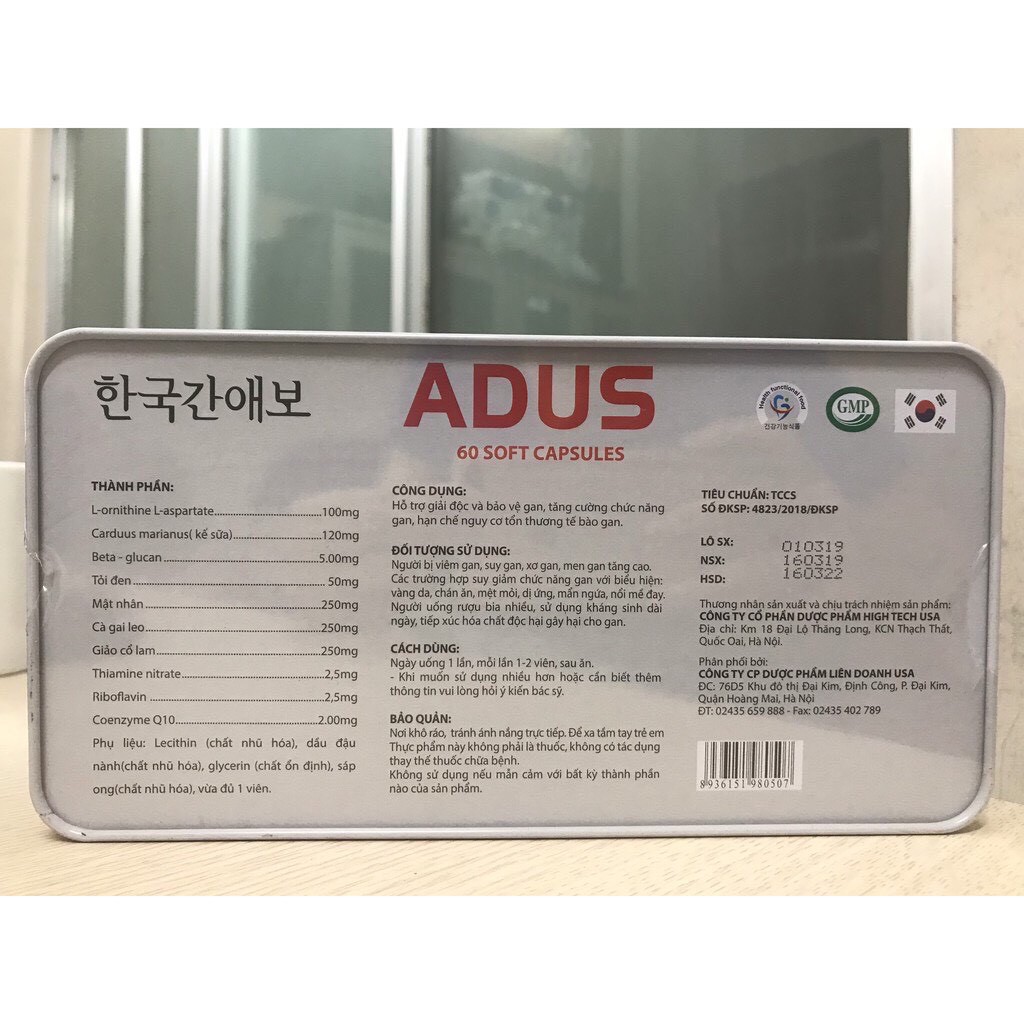 한국간애보
ADUS
60 SOFT CAPSULES
Health functional food
건강기능식품
GMP
THÀNH PHẦN:
L-ornithine L-aspartate..............................100mg
Carduus marianus( kế sữa)..........................120mg
Beta - glucan..............................................5.00mg
Tỏi đen........................................................50mg
Mật nhân.....................................................250mg
Cà gai leo....................................................250mg
Giảo cổ lam.................................................250mg
Thiamine nitrate..........................................2,5mg
Riboflavin...................................................2,5mg
Coenzyme Q10............................................2.00mg
Phụ liệu: Lecithin (chất nhũ hóa), dầu đậu
nành(chất nhũ hóa), glycerin (chất ổn định), sáp
ong(chất nhũ hóa), vừa đủ 1 viên.
CÔNG DỤNG:
Hỗ trợ giải độc và bảo vệ gan, tăng cường chức năng
gan, hạn chế nguy cơ tổn thương tế bào gan.
ĐỐI TƯỢNG SỬ DỤNG:
Người bị viêm gan, suy gan, xơ gan, men gan tăng cao.
Các trường hợp suy giảm chức năng gan với biểu hiện:
vàng da, chán ăn, mệt mỏi, dị ứng, mẩn ngứa, nổi mề đay.
Người uống rượu bia nhiều, sử dụng kháng sinh dài
ngày, tiếp xúc hóa chất độc hại gây hại cho gan.
CÁCH DÙNG:
Ngày uống 1 lần, mỗi lần 1-2 viên, sau ăn.
- Khi muốn sử dụng nhiều hơn hoặc cần biết thêm
thông tin vui lòng hỏi ý kiến bác sỹ.
BẢO QUẢN:
Nơi khô ráo, tránh ánh nắng trực tiếp. Để xa tầm tay trẻ em
Thực phẩm này không phải là thuốc, không có tác dụng
thay thế thuốc chữa bệnh.
Không sử dụng nếu mẫn cảm với bất kỳ thành phần
nào của sản phẩm.
TIÊU CHUẨN: TCCS
SỐ ĐKSP: 4823/2018/ĐKSP
LÔ SX: 010319
NSX: 160319
HSD: 160322
Thương nhân sản xuất và chịu trách nhiệm sản phẩm:
CÔNG TY CỔ PHẦN DƯỢC PHẨM HIGH TECH USA
Địa chỉ: Km 18 Đại Lộ Thăng Long, KCN Thạch Thất,
Quốc Oai, Hà Nội.
Phân phối bởi:
CÔNG TY CP DƯỢC PHẨM LIÊN DOANH USA
ĐC: 76D5 Khu đô thị Đại Kim, Định Công, P. Đại Kim,
Quận Hoàng Mai, Hà Nội
ĐT: 02435 659 888 - Fax: 02435 402 789
8 936151 980507